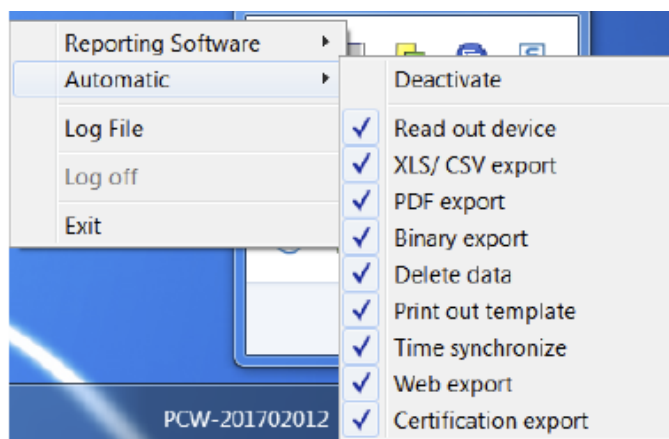 Reporting Software
Automatic
Log File
Log off
Exit
Deactivate
Read out device
XLS/ CSV export
PDF export
Binary export
Delete data
Print out template
Time synchronize
Web export
Certification export
PCW-201702012